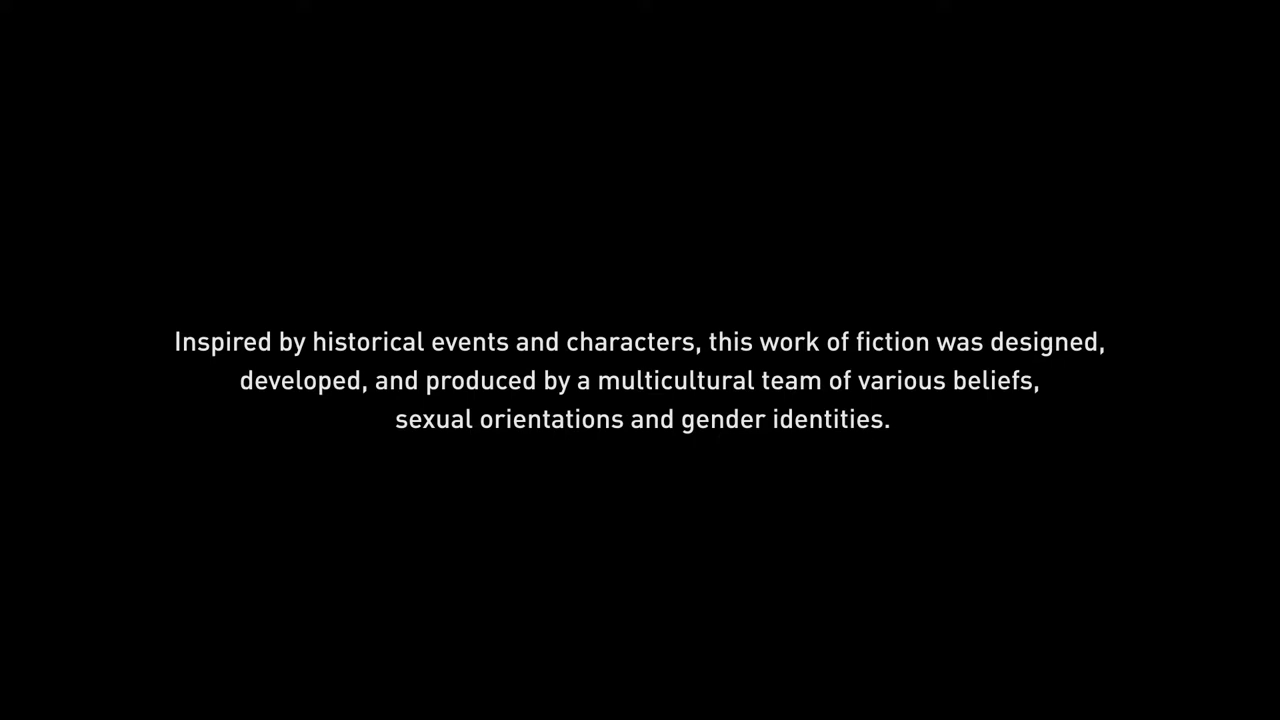 Inspired by historical events and characters, this work of fiction was designed,
developed, and produced by a multicultural team of various beliefs,
sexual orientations and gender identities.